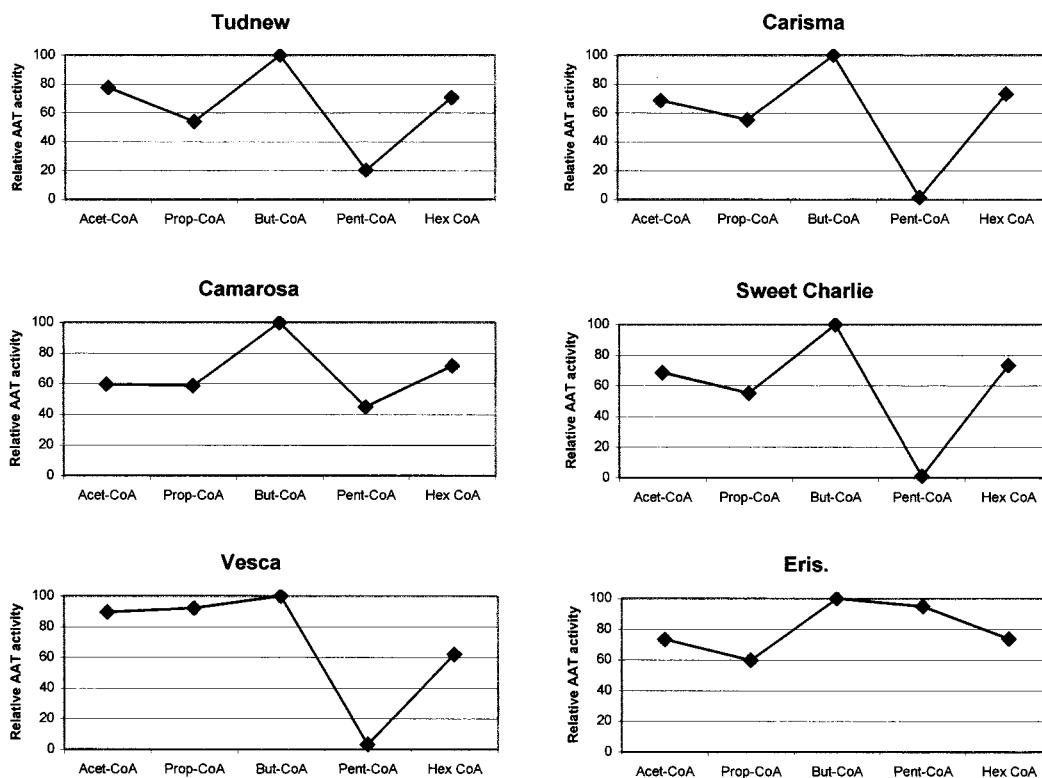 Tudnew
Relative AAT activity
100
80
60
40
20
0
Acet-CoA Prop-CoA But-CoA Pent-CoA Hex CoA
Carisma
Relative AAT activity
100
80
60
40
20
0
Acet-CoA Prop-CoA But-CoA Pent-CoA Hex CoA
Camarosa
Relative AAT activity
100
80
60
40
20
0
Acet-CoA Prop-CoA But-CoA Pent-CoA Hex CoA
Sweet Charlie
Relative AAT activity
100
80
60
40
20
0
Acet-CoA Prop-CoA But-CoA Pent-CoA Hex CoA
Vesca
Relative AAT activity
100
80
60
40
20
0
Acet-CoA Prop-CoA But-CoA Pent-CoA Hex CoA
Eris.
Relative AAT activity
100
80
60
40
20
0
Acet-CoA Prop-CoA But-CoA Pent-CoA Hex CoA